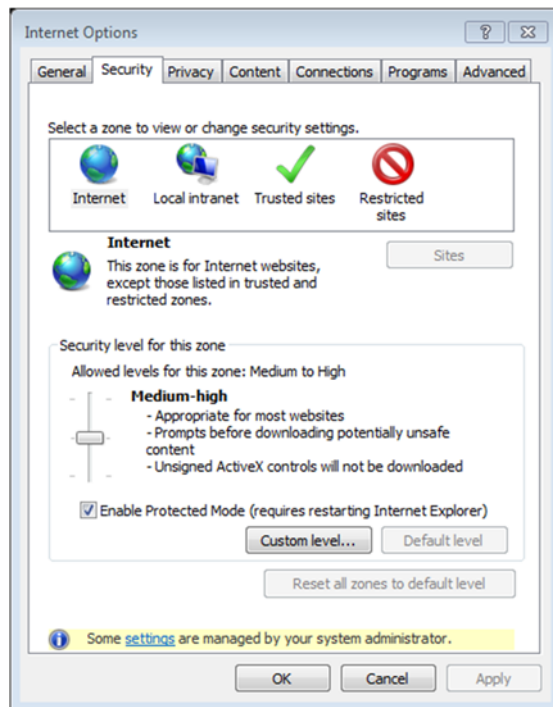 Internet Options
General Security Privacy Content Connections Programs Advanced
Select a zone to view or change security settings.
Internet Local intranet Trusted sites Restricted
sites
Internet
Sites
This zone is for Internet websites,
except those listed in trusted and
restricted zones.
Security level for this zone
Allowed levels for this zone: Medium to High
Medium-high
- Appropriate for most websites
- Prompts before downloading potentially unsafe
content
- Unsigned ActiveX controls will not be downloaded
Enable Protected Mode (requires restarting Internet Explorer)
Custom level... Default level
Reset all zones to default level
Some settings are managed by your system administrator.
OK Cancel Apply